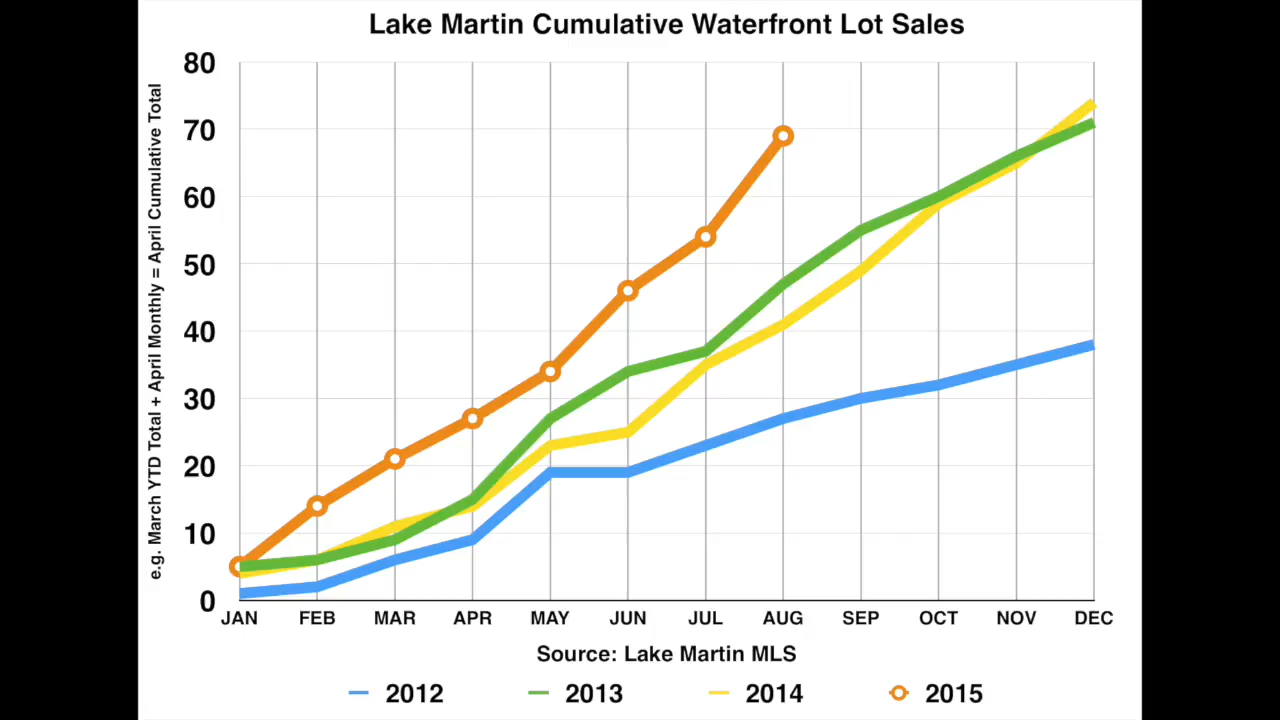 Lake Martin Cumulative Waterfront Lot Sales
e.g. March YTD Total + April Monthly = April Cumulative Total
80
70
60
50
40
30
20
10
0
JAN FEB MAR APR MAY JUN JUL AUG SEP OCT NOV DEC
Source: Lake Martin MLS
2012 2013 2014 2015